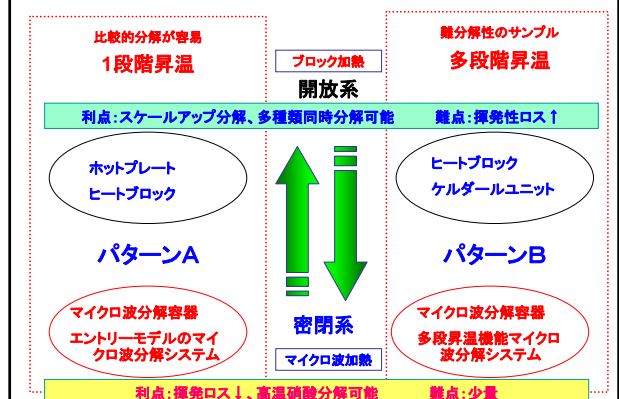 比較的分解が容易
1段階昇温
ブロック加熱
開放系
難分解性のサンプル
多段階昇温
利点:スケールアップ分解、多種類同時分解可能 難点:揮発性ロス↑
ホットプレート
ヒートブロック
ヒートブロック
ケルダールユニット
パターンA
パターンB
マイクロ波分解容器
エントリーモデルのマイ
クロ波分解システム
密閉系
マイクロ波加熱
マイクロ波分解容器
多段昇温機能マイクロ
波分解システム
利点:揮発ロス↓、高温硝酸分解可能 難点:少量